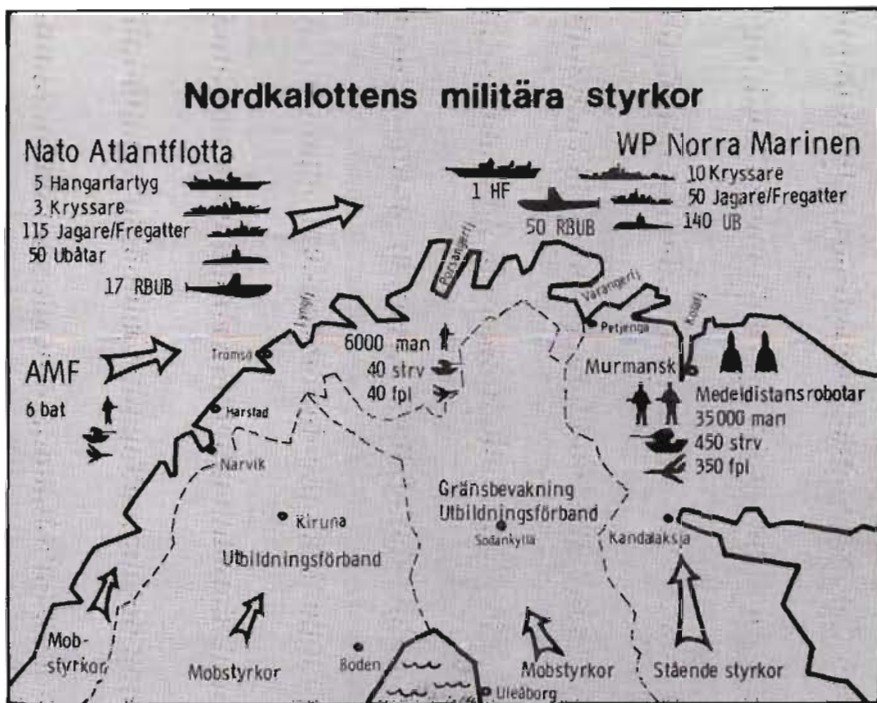 Nordkalottens militära styrkor
Nato Atlantflotta
5 Hangarfartyg
3 Kryssare
115 Jagare/Fregatter
50 Ubåtar
17 RBUB
WP Norra Marinen
1 HF
10 Kryssare
50 Jagare/Fregatter
50 RBUB
140 UB
Porsangerfj
Varangerfj
Kolafj
Petjenga
Tromsö
6000 man
40 strv
40 fpl
AMF
6 bat
Harstad
Narvik
Murmansk
Medeldistansrobotar
35000 man
450 strv
350 fpl
Gränsbevakning
Utbildningsförband
Sodankylä
Kandalaksja
Kiruna
Utbildningsförband
Mob-
styrkor
Mobstyrkor
Boden
Mobstyrkor
Uleåborg
Stående styrkor